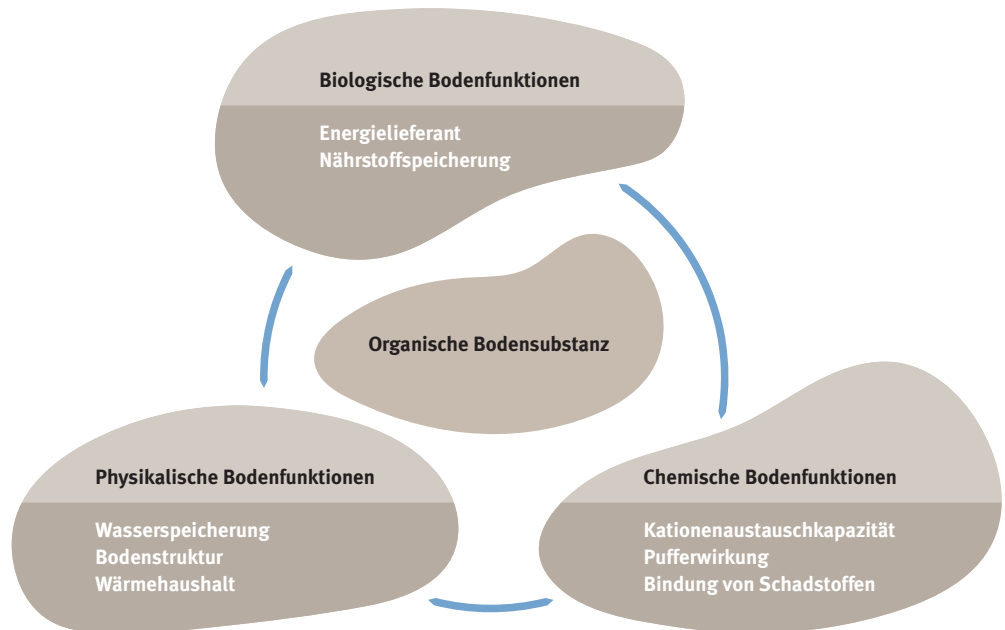 Biologische Bodenfunktionen
Energielieferant
Nährstoffspeicherung
Organische Bodensubstanz
Physikalische Bodenfunktionen
Wasserspeicherung
Bodenstruktur
Wärmehaushalt
Chemische Bodenfunktionen
Kationenaustauschkapazität
Pufferwirkung
Bindung von Schadstoffen